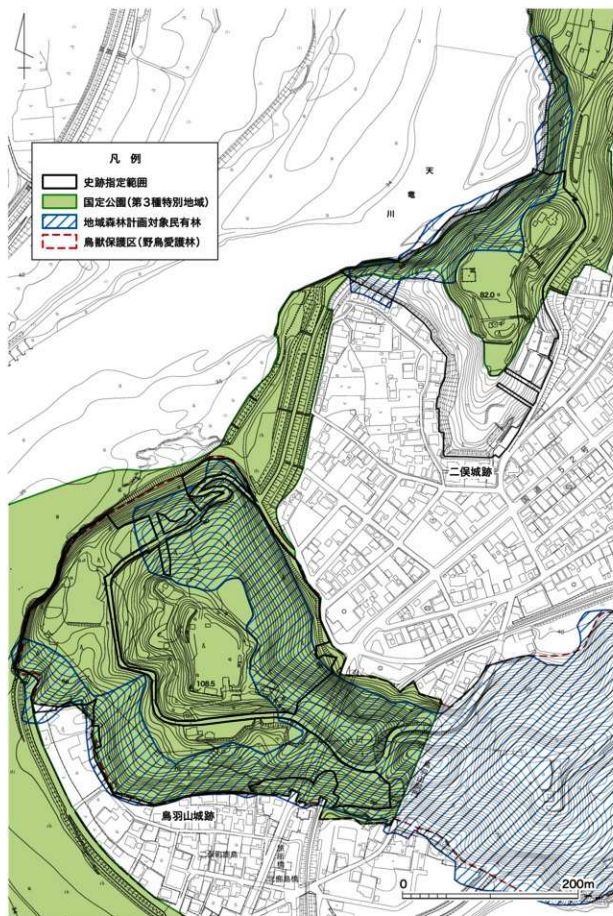 凡 例
史跡指定範囲
国定公園(第3種特別地域)
地域森林計画対象民有林
鳥獣保護区(野鳥愛護林)
天
竜
川
82.0
二俣城跡
108.5
鳥羽山城跡
0
200m